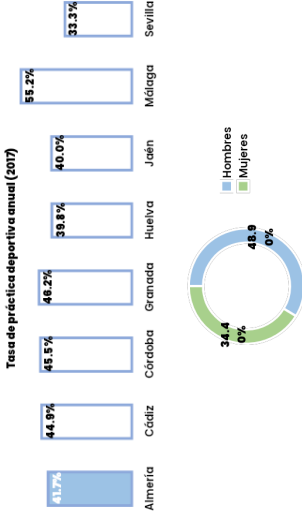 Tasa de práctica deportiva anual (2017)
41.7%
44.9%
45.5%
46.2%
39.8%
40.0%
55.2%
33.3%
Almería
Cádiz
Córdoba
Granada
Huelva
Jaén
Málaga
Sevilla
34.4
0%
48.9
0%
Hombres
Mujeres